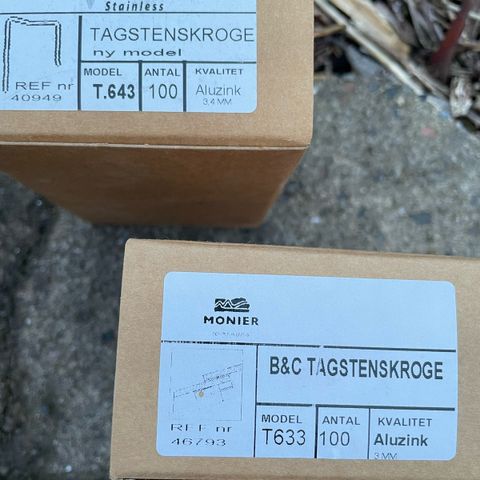 Stainless
TAGSTENSKROGE
ny model
MODEL ANTAL KVALITET
T.643 100 Aluzink
3,4 MM
REF nr
40949
MONIER
B&C TAGSTENSKROGE
MODEL ANTAL KVALITET
T633 100 Aluzink
3 MM
REF nr
46793